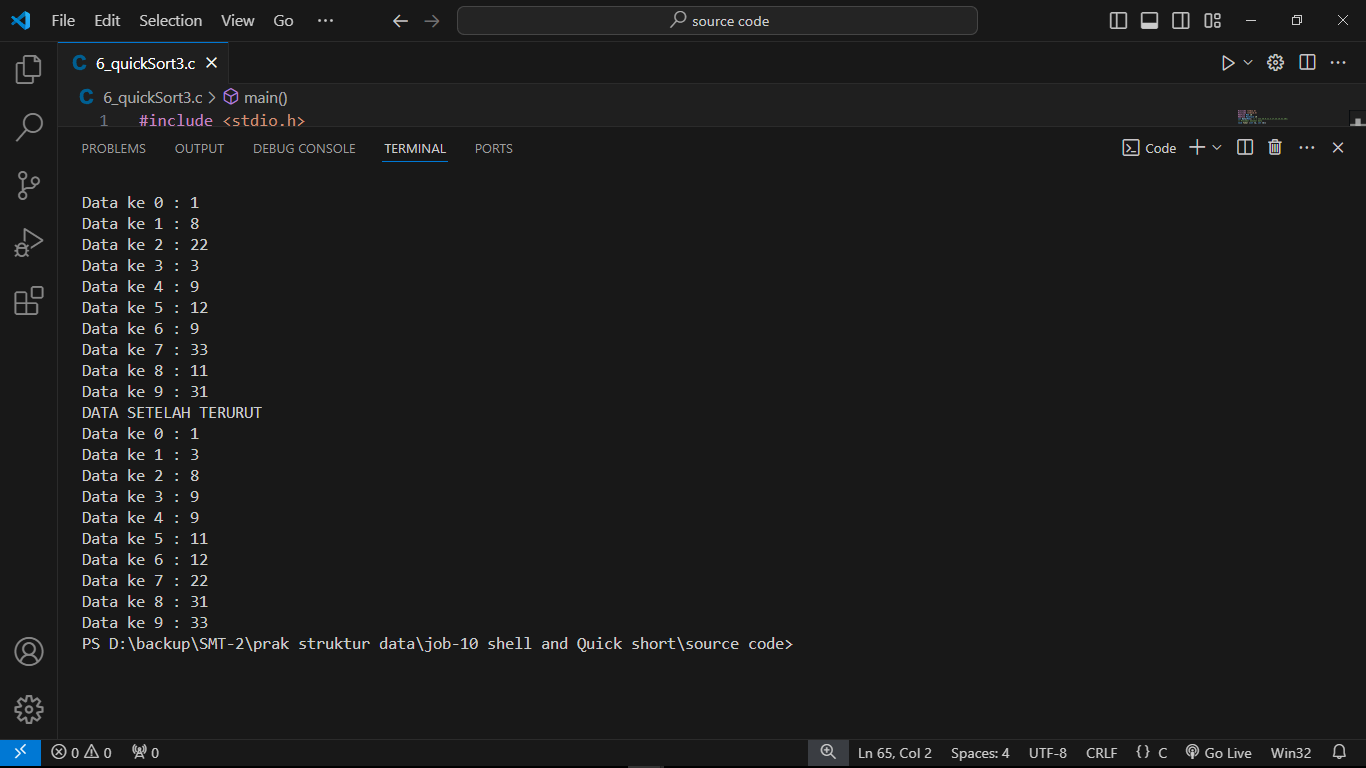 File Edit Selection View Go ··· source code
C 6_quickSort3.c
C 6_quickSort3.c > main()
1 #include <stdio.h>
PROBLEMS OUTPUT DEBUG CONSOLE TERMINAL PORTS Code
Data ke 0 : 1
Data ke 1 : 8
Data ke 2 : 22
Data ke 3 : 3
Data ke 4 : 9
Data ke 5 : 12
Data ke 6 : 9
Data ke 7 : 33
Data ke 8 : 11
Data ke 9 : 31
DATA SETELAH TERURUT
Data ke 0 : 1
Data ke 1 : 3
Data ke 2 : 8
Data ke 3 : 9
Data ke 4 : 9
Data ke 5 : 11
Data ke 6 : 12
Data ke 7 : 22
Data ke 8 : 31
Data ke 9 : 33
PS D:\backup\SMT-2\prak struktur data\job-10 shell and Quick short\source code>
0 0 0 Ln 65, Col 2 Spaces: 4 UTF-8 CRLF {} C Go Live Win32